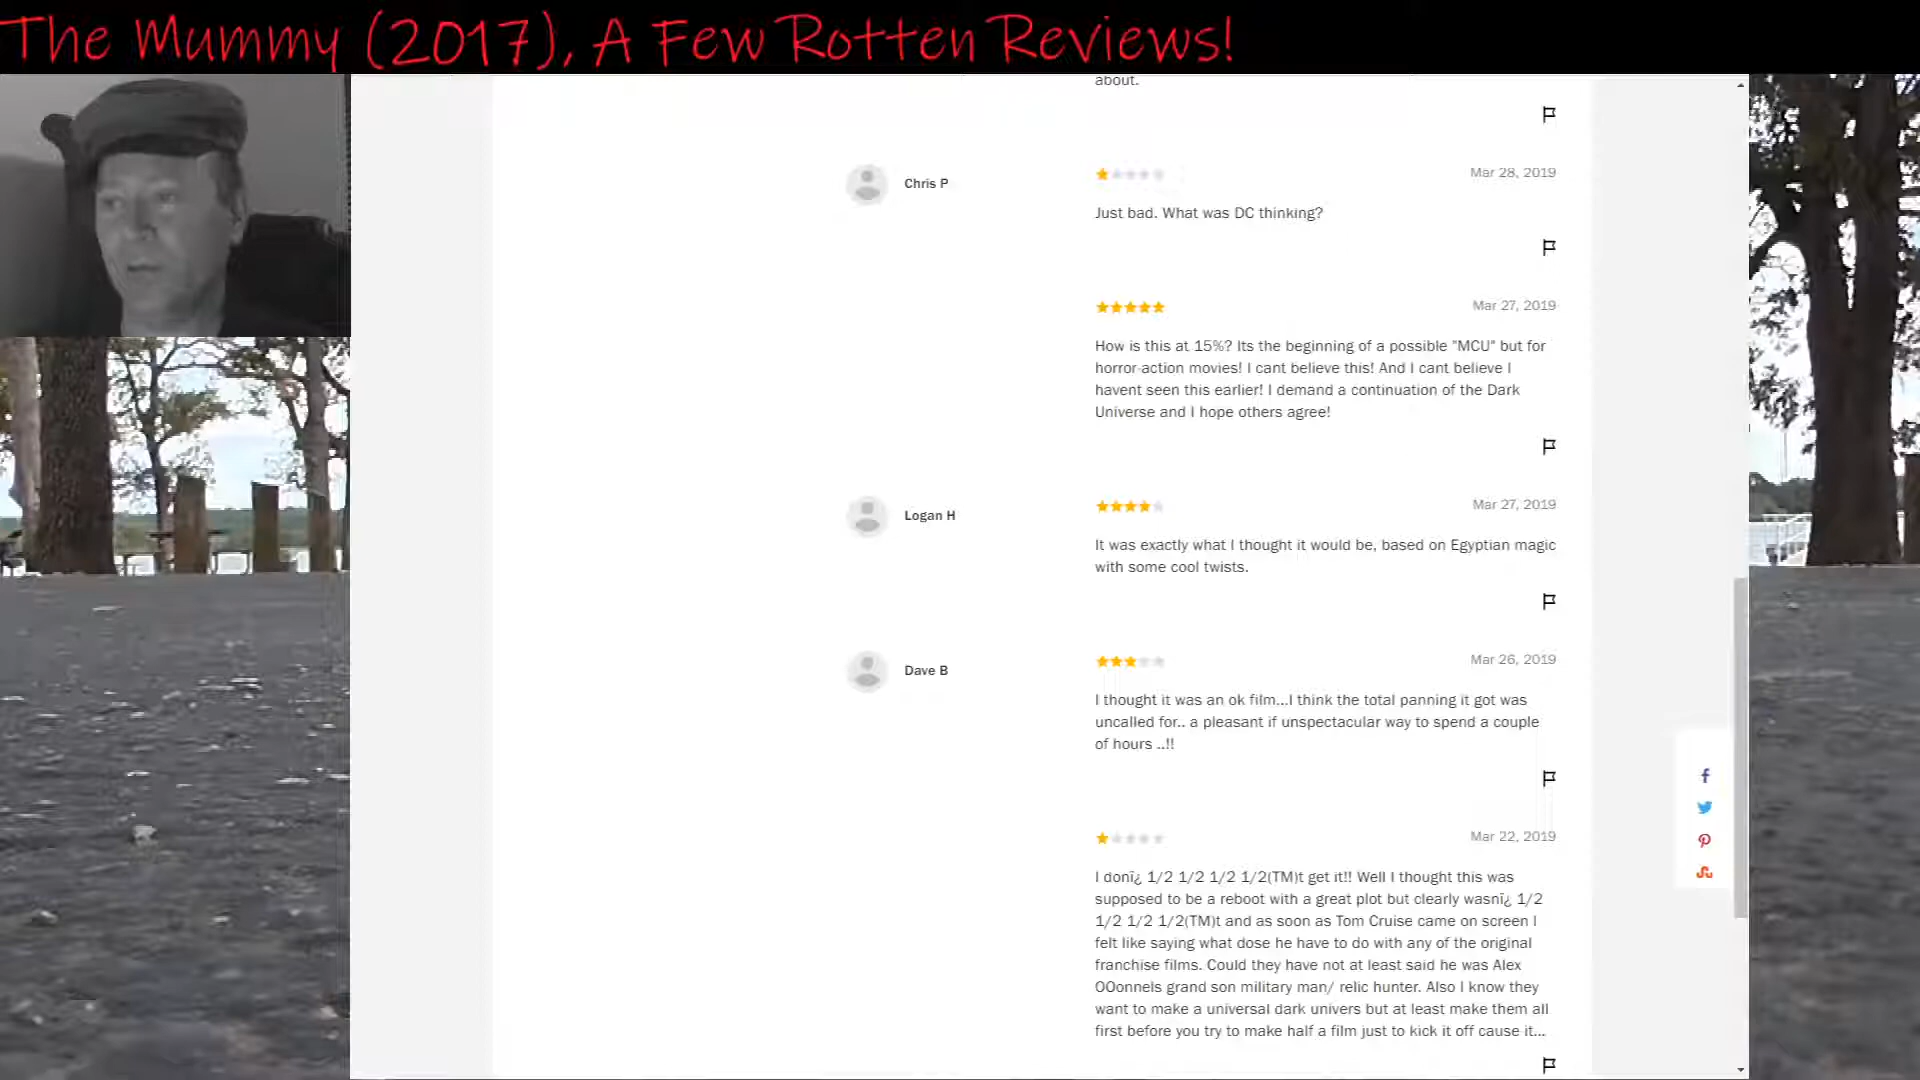 The Mummy (2017), A Few Rotten Reviews!
about.
Chris P
Mar 28, 2019
Just bad. What was DC thinking?
Mar 27, 2019
How is this at 15%? Its the beginning of a possible "MCU" but for
horror action movies! I cant believe this! And I cant believe I
havent seen this earlier! I demand a continuation of the Dark
Universe and I hope others agree!
Logan H
Mar 27, 2019
It was exactly what I thought it would be, based on Egyptian magic
with some cool twists.
Dave B
Mar 26, 2019
I thought it was an ok film...I think the total panning it got was
uncalled for.. a pleasant if unspectacular way to spend a couple
of hours ..!!
Mar 22, 2019
I donï¿ 1/2 1/2 1/2 1/2(TM)t get it!! Well I thought this was
supposed to be a reboot with a great plot but clearly wasnï¿ 1/2
1/2 1/2 1/2(TM)t and as soon as Tom Cruise came on screen I
felt like saying what dose he have to do with any of the original
franchise films. Could they have not at least said he was Alex
OOonnels grand son military man/ relic hunter. Also I know they
want to make a universal dark univers but at least make them all
first before you try to make half a film just to kick it off cause it...